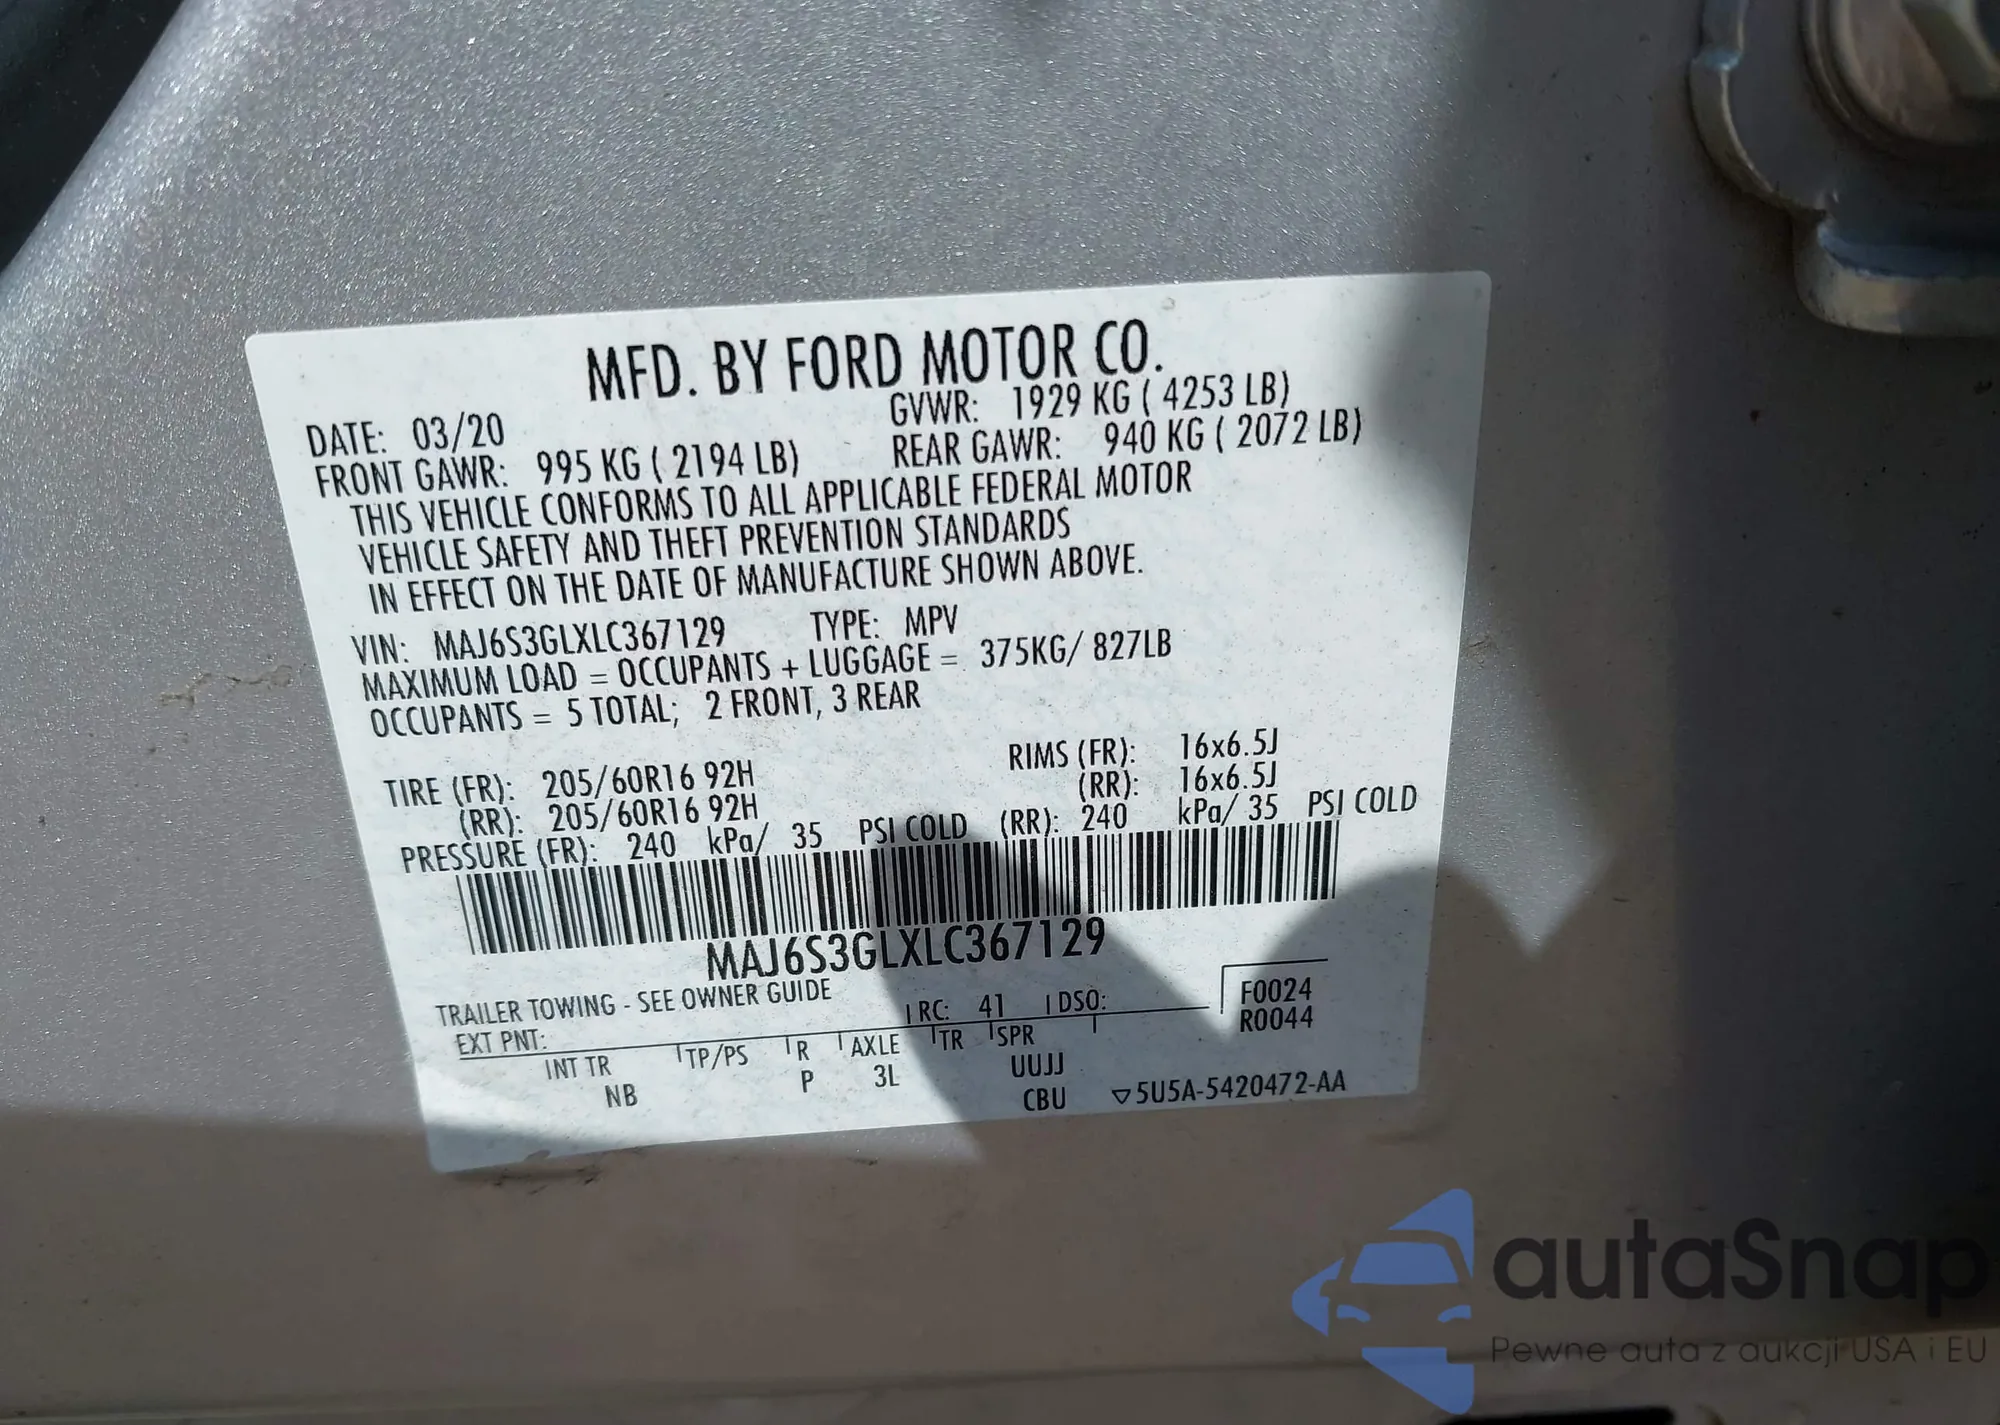 MFD. BY FORD MOTOR CO.
DATE: 03/20 GVWR: 1929 KG ( 4253 LB)
FRONT GAWR: 995 KG ( 2194 LB) REAR GAWR: 940 KG ( 2072 LB)
THIS VEHICLE CONFORMS TO ALL APPLICABLE FEDERAL MOTOR
VEHICLE SAFETY AND THEFT PREVENTION STANDARDS
IN EFFECT ON THE DATE OF MANUFACTURE SHOWN ABOVE.
VIN: MAJ6S3GLXLC367129 TYPE: MPV
MAXIMUM LOAD = OCCUPANTS + LUGGAGE = 375KG/ 827LB
OCCUPANTS = 5 TOTAL; 2 FRONT, 3 REAR
TIRE (FR): 205/60R16 92H RIMS (FR): 16x6.5J
(RR): 205/60R16 92H (RR): 16x6.5J
PRESSURE (FR): 240 kPa/ 35 PSI COLD (RR): 240 kPa/ 35 PSI COLD
MAJ6S3GLXLC367129
TRAILER TOWING - SEE OWNER GUIDE
EXT PNT: RC: 41 DSO: F0024
R0044
INT TR TP/PS R AXLE TR SPR
NB P 3L UUJJ
CBU ▽5U5A-5420472-AA
autaSnap
Pewne auta z aukcji USA i EU